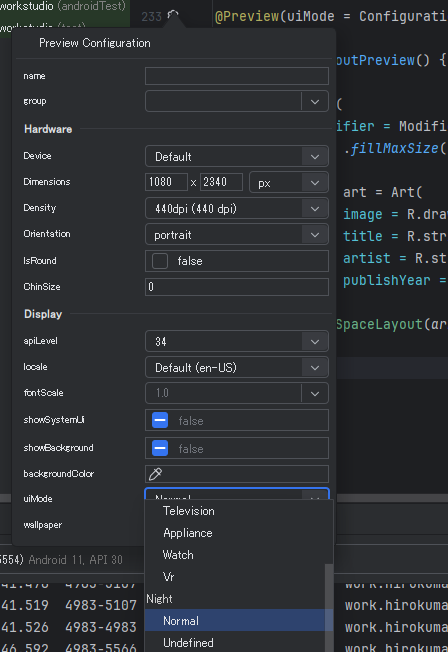 workstudio (androidTest)
workstudio (test)
233
@Preview(uiMode = Configurati
Preview Configuration
outPreview() {
name
group
(
Hardware
ifier = Modifi
Device Default
.fillMaxSize(
Dimensions 1080 x 2340 px
art = Art(
Density 440dpi (440 dpi)
image = R.dra
Orientation portrait
title = R.str
IsRound false
artist = R.st
publishYear =
ChinSize 0
Display
SpaceLayout(ar
apiLevel 34
locale Default (en-US)
fontScale 1.0
showSystemUi false
showBackground false
backgroundColor
uiMode Normal
wallpaper
Television
Appliance
Watch
Vr
Night
Normal
Undefined
5554) Android 11, API 30
41.498 4983-5107 work.hirokuma
41.519 4983-5107 work.hirokuma
41.526 4983-4983 work.hirokuma
46.592 4983-5566 work.hirokuma